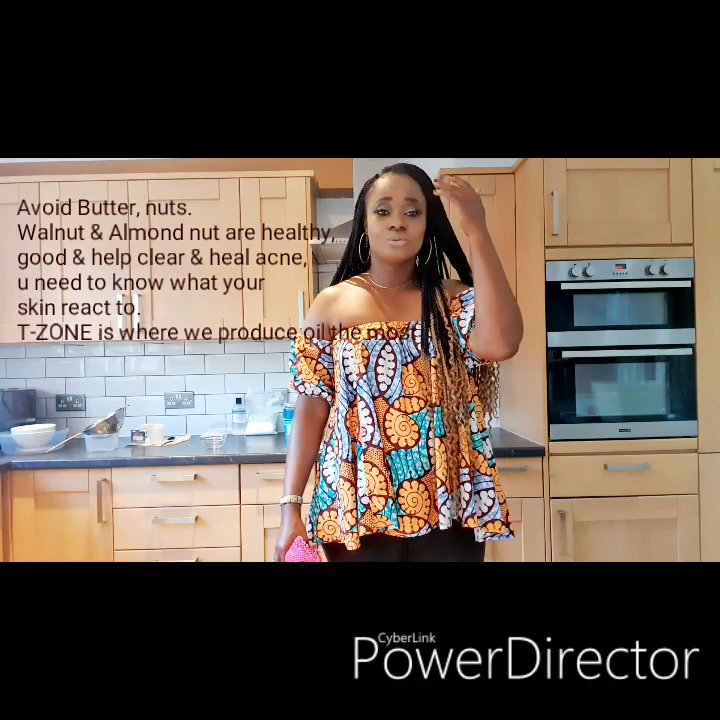 Avoid Butter, nuts.
Walnut & Almond nut are healthy,
good & help clear & heal acne,
u need to know what your
skin react to.
T-ZONE is where we produce oil the most
CyberLink
PowerDirector